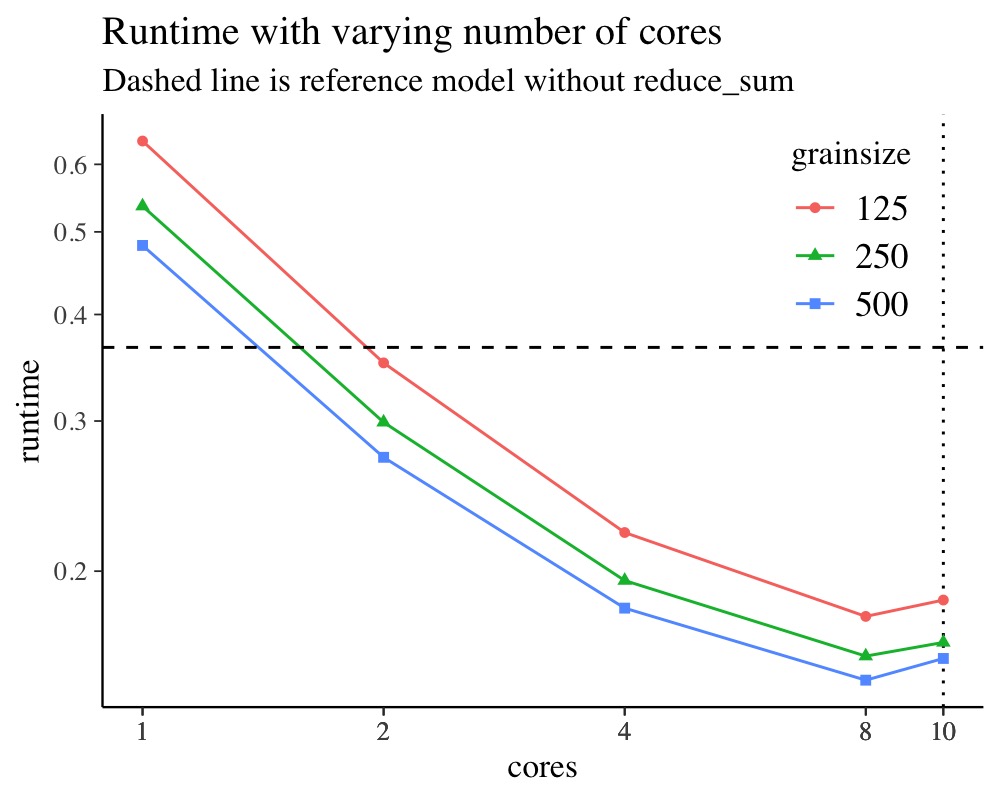 Runtime with varying number of cores
Dashed line is reference model without reduce_sum
grainsize
125
250
500
runtime
0.6
0.5
0.4
0.3
0.2
1 2 4 8 10
cores